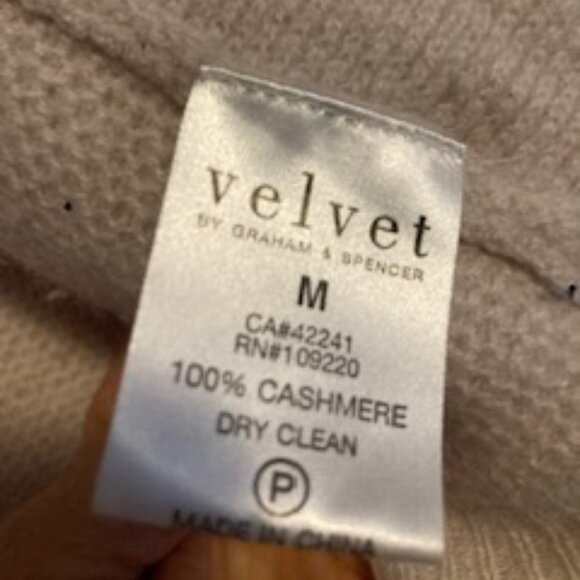 velvet
BY GRAHAM & SPENCER
M
CA#42241
RN#109220
100% CASHMERE
DRY CLEAN
P
MADE IN CHINA